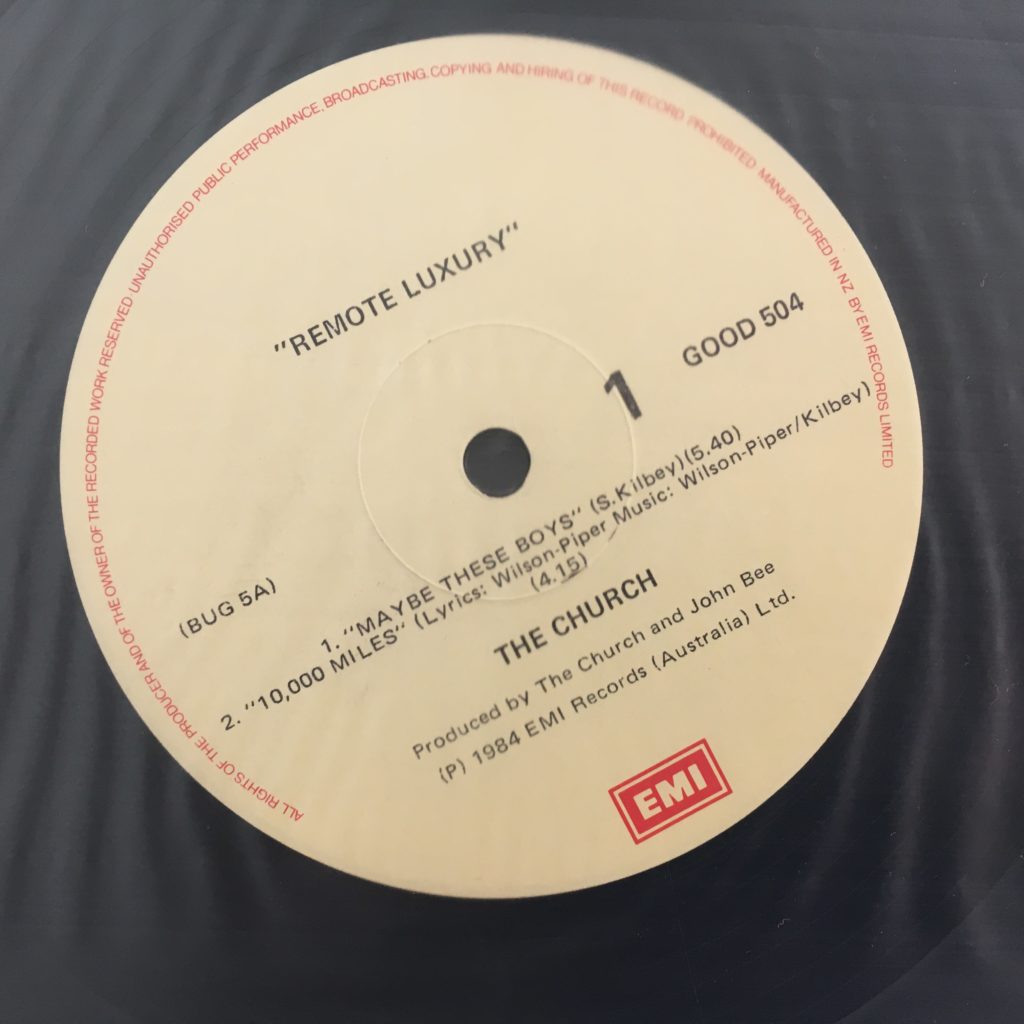 ALL RIGHTS OF THE PRODUCER AND OF THE OWNER OF THE RECORDED WORK RESERVED · UNAUTHORISED PUBLIC PERFORMANCE, BROADCASTING, COPYING AND HIRING OF THIS RECORD PROHIBITED MANUFACTURED IN N.Z. BY EMI RECORDS LIMITED
"REMOTE LUXURY"
GOOD 504
1
(BUG 5A)
1. "MAYBE THESE BOYS" (S.Kilbey)(5.40)
2. "10,000 MILES" (Lyrics: Wilson-Piper Music: Wilson-Piper/Kilbey)
(4.15)
THE CHURCH
Produced by The Church and John Bee
(P) 1984 EMI Records (Australia) Ltd.
EMI